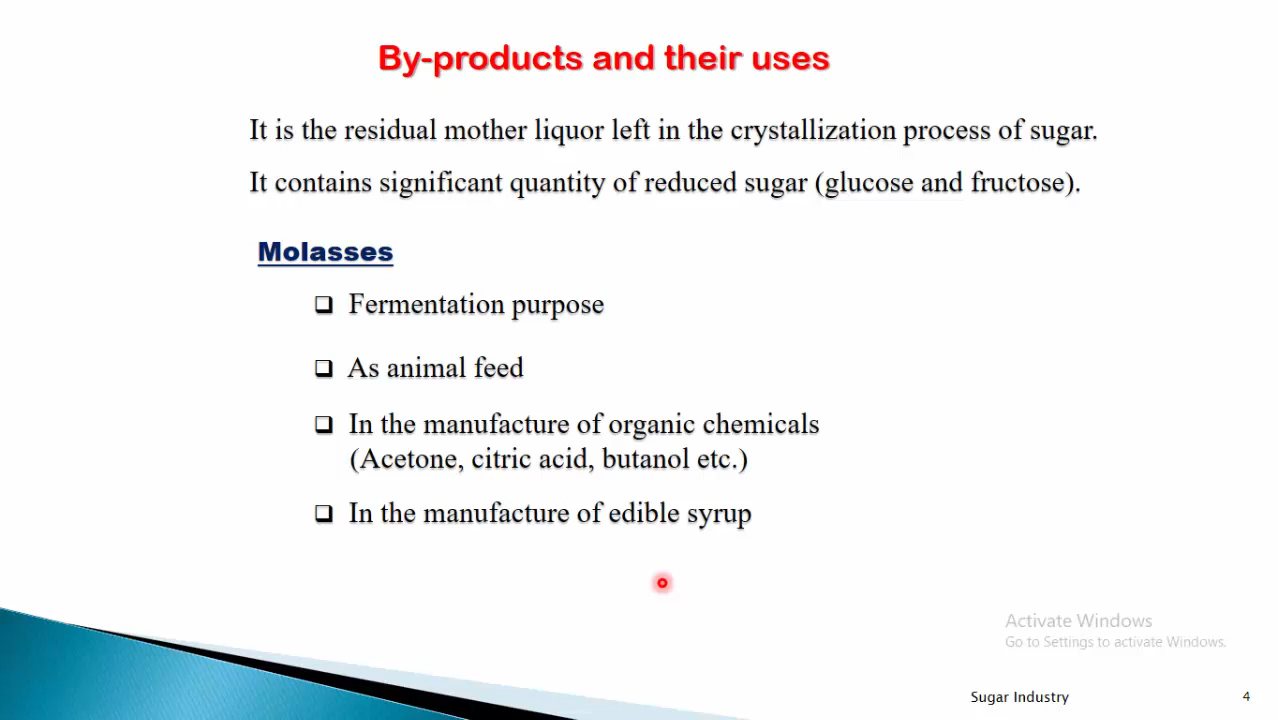 By-products and their uses
It is the residual mother liquor left in the crystallization process of sugar.
It contains significant quantity of reduced sugar (glucose and fructose).
Molasses
❑ Fermentation purpose
❑ As animal feed
❑ In the manufacture of organic chemicals
(Acetone, citric acid, butanol etc.)
❑ In the manufacture of edible syrup
Activate Windows
Go to Settings to activate Windows.
Sugar Industry
4